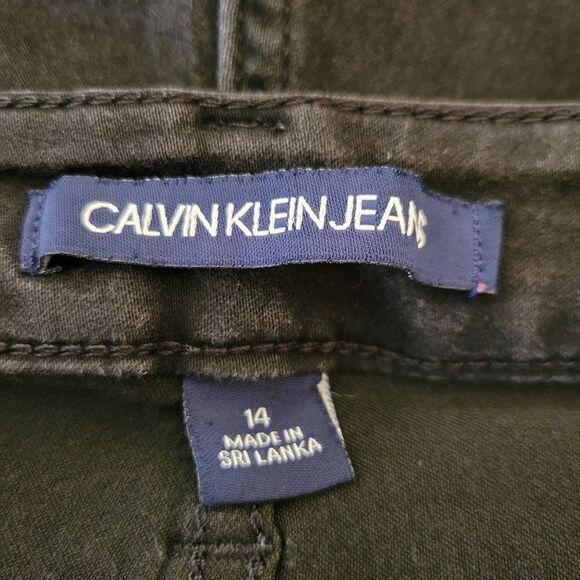 CALVIN KLEIN JEANS
14
MADE IN
SRI LANKA